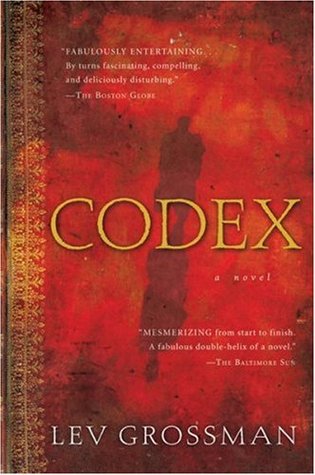 "FABULOUSLY ENTERTAINING. . .
By turns fascinating, compelling,
and deliciously disturbing."
—THE BOSTON GLOBE
CODEX
a novel
"MESMERIZING from start to finish.
A fabulous double-helix of a novel."
—THE BALTIMORE SUN
LEV GROSSMAN